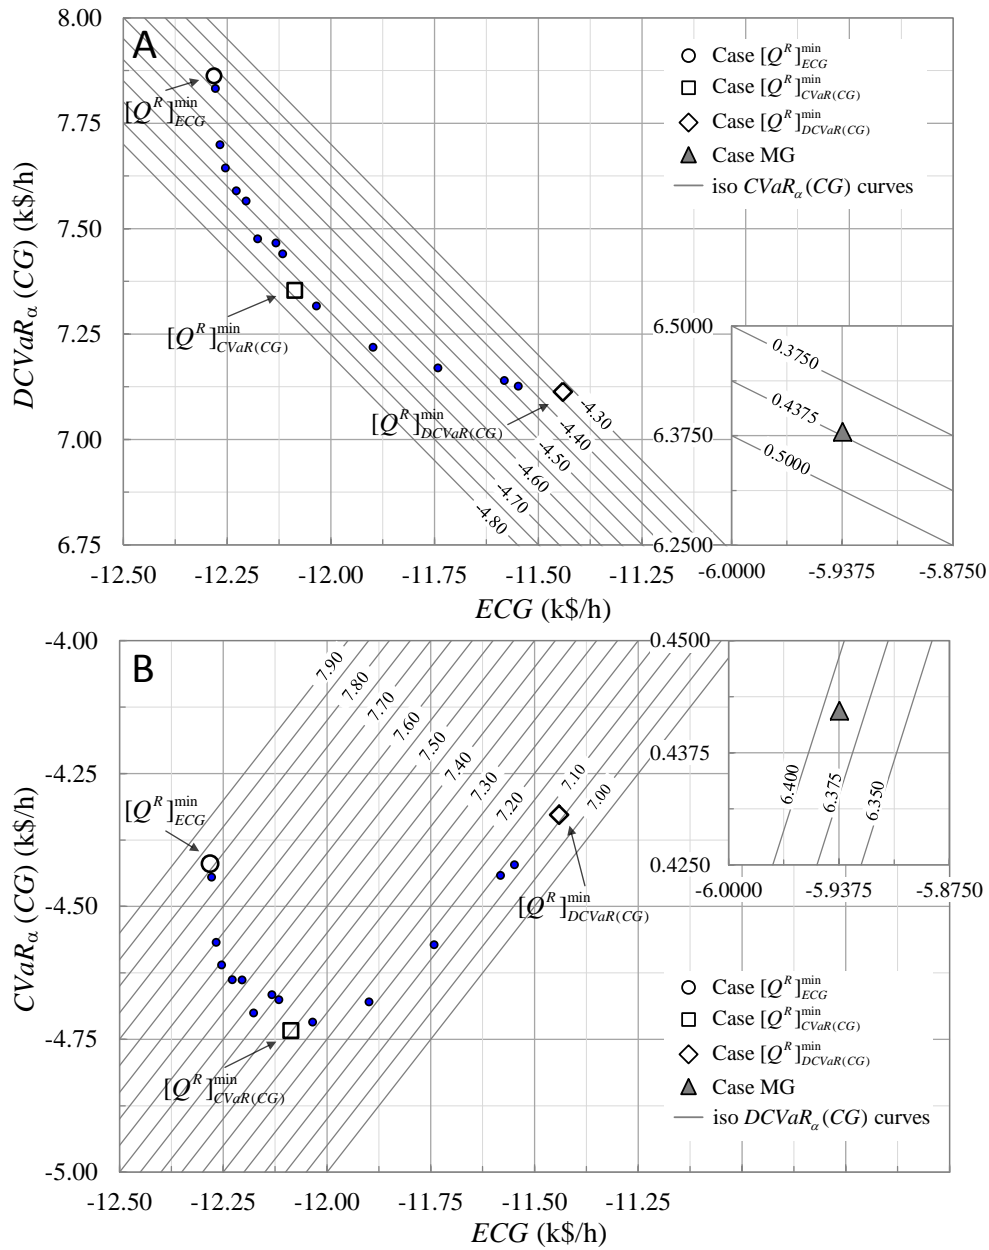 A
8.00
7.75
7.50
7.25
7.00
6.75
DCVaR_α (CG) (k$/h)
[Q^R]^min_ECG
[Q^R]^min_CVaR(CG)
[Q^R]^min_DCVaR(CG)
Case [Q^R]^min_ECG
Case [Q^R]^min_CVaR(CG)
Case [Q^R]^min_DCVaR(CG)
Case MG
iso CVaR_α(CG) curves
-4.30
-4.40
-4.50
-4.60
-4.70
-4.80
6.5000
6.3750
6.2500
0.3750
0.4375
0.5000
-12.50 -12.25 -12.00 -11.75 -11.50 -11.25 -6.0000 -5.9375 -5.8750
ECG (k$/h)
B
-4.00
-4.25
-4.50
-4.75
-5.00
CVaR_α (CG) (k$/h)
7.90
7.80
7.70
7.60
7.50
7.40
7.30
7.20
7.10
7.00
[Q^R]^min_ECG
[Q^R]^min_DCVaR(CG)
[Q^R]^min_CVaR(CG)
0.4500
0.4375
0.4250
6.400
6.375
6.350
-6.0000 -5.9375 -5.8750
Case [Q^R]^min_ECG
Case [Q^R]^min_CVaR(CG)
Case [Q^R]^min_DCVaR(CG)
Case MG
iso DCVaR_α(CG) curves
-12.50 -12.25 -12.00 -11.75 -11.50 -11.25
ECG (k$/h)